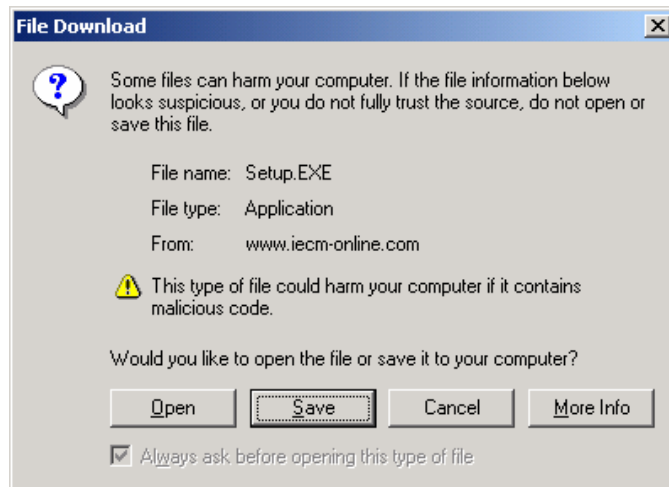 File Download
Some files can harm your computer. If the file information below
looks suspicious, or you do not fully trust the source, do not open or
save this file.
File name: Setup.EXE
File type: Application
From: www.iecm-online.com
This type of file could harm your computer if it contains
malicious code.
Would you like to open the file or save it to your computer?
Open Save Cancel More Info
Always ask before opening this type of file